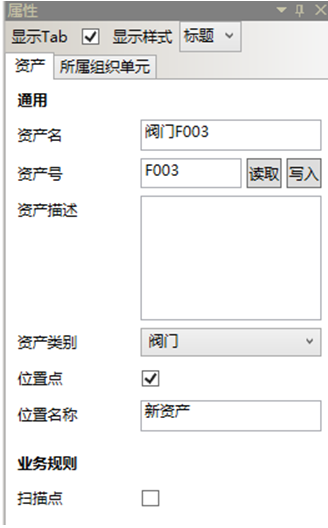 属性
显示Tab 显示样式 标题
资产 所属组织单元
通用
资产名 阀门F003
资产号 F003 读取 写入
资产描述
资产类别 阀门
位置点
位置名称 新资产
业务规则
扫描点